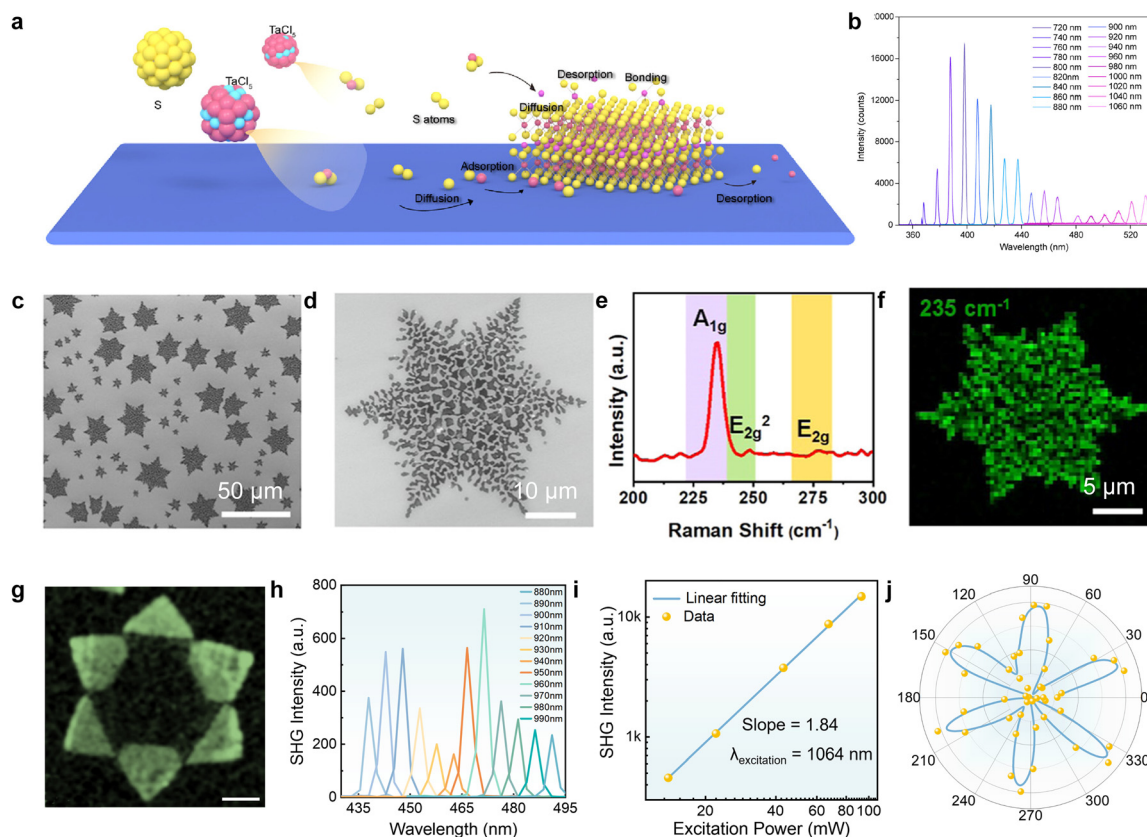 a
S
TaCl5
TaCl5
S atoms
Diffusion
Adsorption
Diffusion
Desorption
Bonding
Desorption
b
Intensity (counts)
16000
12000
8000
4000
0
360
400
440
480
520
Wavelength (nm)
720 nm
740 nm
760 nm
780 nm
800 nm
820nm
840 nm
860 nm
880 nm
900 nm
920 nm
940 nm
960 nm
980 nm
1000 nm
1020 nm
1040 nm
1060 nm
c
50 μm
d
10 μm
e
Intensity (a.u.)
A1g
E2g2
E2g
200
225
250
275
300
Raman Shift (cm-1)
f
235 cm-1
5 μm
g
h
SHG Intensity (a.u.)
800
600
400
200
0
435
450
465
480
495
Wavelength (nm)
880nm
890nm
900nm
910nm
920nm
930nm
940nm
950nm
960nm
970nm
980nm
990nm
i
SHG Intensity (a.u.)
10k
1k
Linear fitting
Data
Slope = 1.84
λexcitation = 1064 nm
22
42
80
100
Excitation Power (mW)
j
90
60
120
150
180
0
210
330
240
300
270